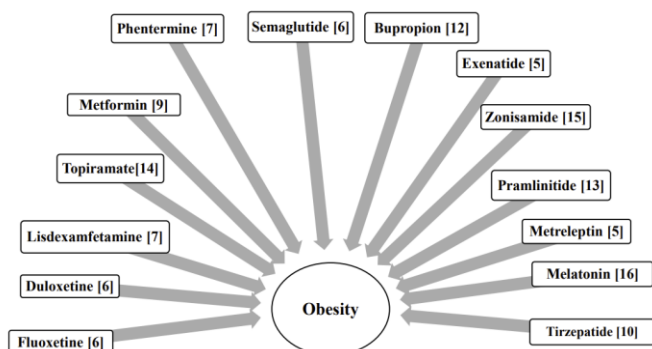 Phentermine [7]
Semaglutide [6]
Bupropion [12]
Exenatide [5]
Metformin [9]
Zonisamide [15]
Topiramate[14]
Pramlinitide [13]
Lisdexamfetamine [7]
Metreleptin [5]
Duloxetine [6]
Melatonin [16]
Obesity
Fluoxetine [6]
Tirzepatide [10]